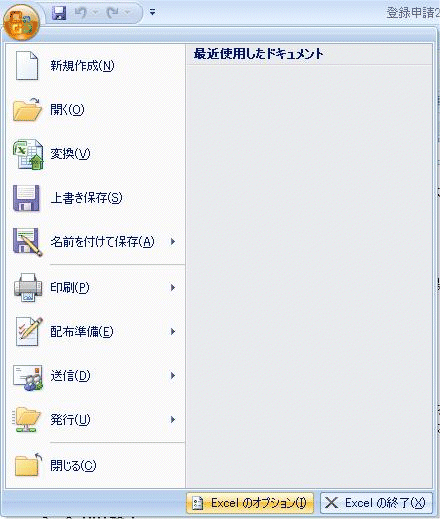 登録申請2
最近使用したドキュメント
新規作成(N)
開く(O)
変換(V)
上書き保存(S)
名前を付けて保存(A)
印刷(P)
配布準備(E)
送信(D)
発行(U)
閉じる(C)
Excel のオプション(I)
Excel の終了(X)